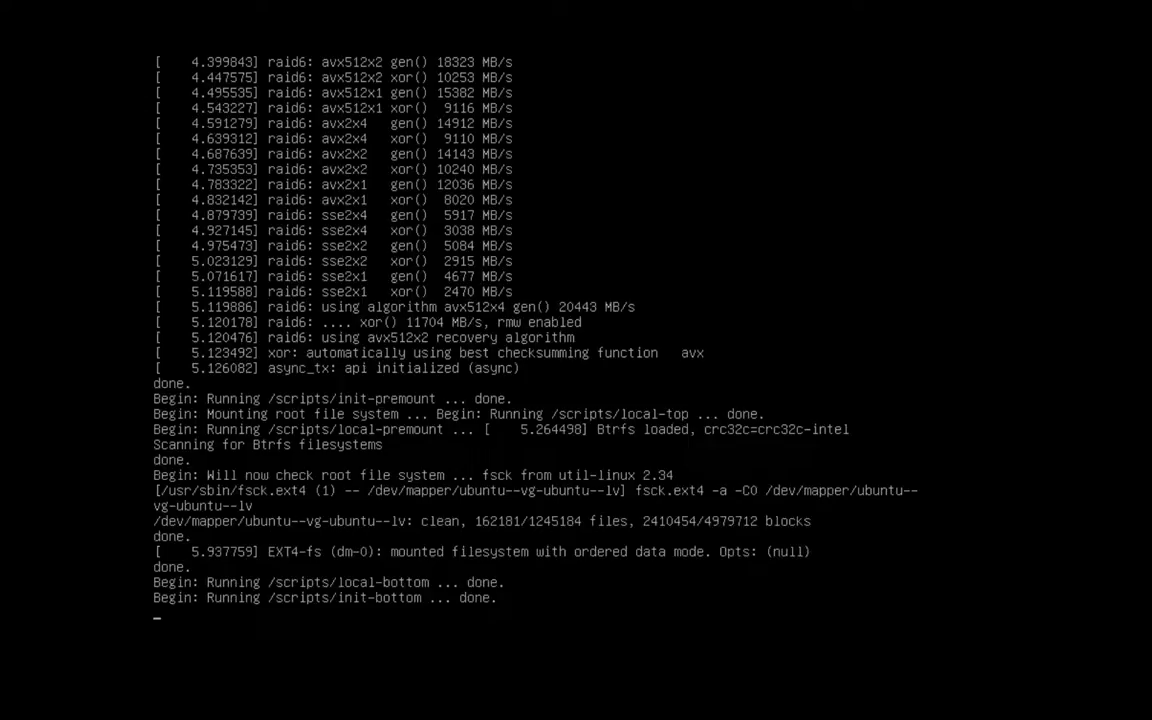 [    4.399843] raid6: avx512x2 gen() 18323 MB/s
[    4.447575] raid6: avx512x2 xor() 10253 MB/s
[    4.495535] raid6: avx512x1 gen() 15382 MB/s
[    4.543227] raid6: avx512x1 xor()  9116 MB/s
[    4.591279] raid6: avx2x4   gen() 14912 MB/s
[    4.639312] raid6: avx2x4   xor()  9110 MB/s
[    4.687639] raid6: avx2x2   gen() 14143 MB/s
[    4.735353] raid6: avx2x2   xor() 10240 MB/s
[    4.783322] raid6: avx2x1   gen() 12036 MB/s
[    4.832142] raid6: avx2x1   xor()  8020 MB/s
[    4.879739] raid6: sse2x4   gen()  5917 MB/s
[    4.927145] raid6: sse2x4   xor()  3038 MB/s
[    4.975473] raid6: sse2x2   gen()  5084 MB/s
[    5.023129] raid6: sse2x2   xor()  2915 MB/s
[    5.071617] raid6: sse2x1   gen()  4677 MB/s
[    5.119588] raid6: sse2x1   xor()  2470 MB/s
[    5.119886] raid6: using algorithm avx512x4 gen() 20443 MB/s
[    5.120178] raid6: .... xor() 11704 MB/s, rmw enabled
[    5.120476] raid6: using avx512x2 recovery algorithm
[    5.123492] xor: automatically using best checksumming function   avx
[    5.126082] async_tx: api initialized (async)
done.
Begin: Running /scripts/init-premount ... done.
Begin: Mounting root file system ... Begin: Running /scripts/local-top ... done.
Begin: Running /scripts/local-premount ... [    5.264498] Btrfs loaded, crc32c=crc32c-intel
Scanning for Btrfs filesystems
done.
Begin: Will now check root file system ... fsck from util-linux 2.34
[/usr/sbin/fsck.ext4 (1) -- /dev/mapper/ubuntu--vg-ubuntu--lv] fsck.ext4 -a -C0 /dev/mapper/ubuntu--
vg-ubuntu--lv
/dev/mapper/ubuntu--vg-ubuntu--lv: clean, 162181/1245184 files, 2410454/4979712 blocks
done.
[    5.937759] EXT4-fs (dm-0): mounted filesystem with ordered data mode. Opts: (null)
done.
Begin: Running /scripts/local-bottom ... done.
Begin: Running /scripts/init-bottom ... done.